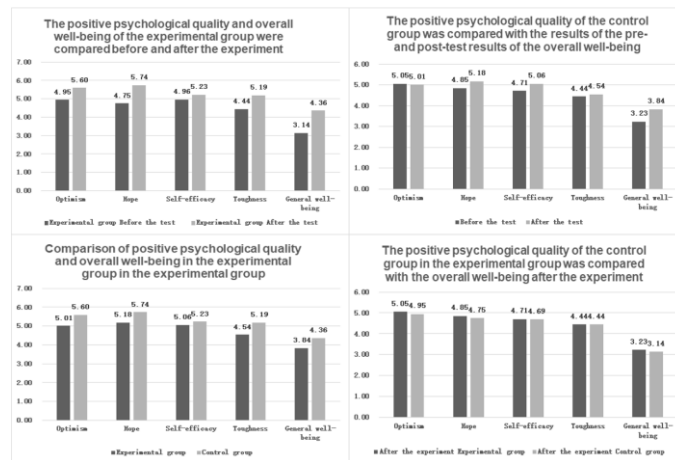 The positive psychological quality and overall
well-being of the experimental group were
compared before and after the experiment
7.00
6.00
5.00
4.00
3.00
2.00
1.00
0.00
4.95 5.60
4.75 5.74
4.96 5.23
4.44 5.19
3.14 4.36
Optimism Hope Self-efficacy Toughness General well-
being
Experimental group Before the test Experimental group After the test
The positive psychological quality of the control
group was compared with the results of the pre-
and post-test results of the overall well-being
6.00
5.00
4.00
3.00
2.00
1.00
0.00
5.05 5.01
4.85 5.18
4.71 5.06
4.44 4.54
3.23 3.84
Optimism Hope Self-efficacy Toughness General well-
being
Before the test After the test
Comparison of positive psychological quality
and overall well-being in the experimental
group in the experimental group
7.00
6.00
5.00
4.00
3.00
2.00
1.00
0.00
5.01 5.60
5.18 5.74
5.06 5.23
4.54 5.19
3.84 4.36
Optimism Hope Self-efficacy Toughness General well-
being
Experimental group Control group
The positive psychological quality of the control
group in the experimental group was compared
with the overall well-being after the experiment
6.00
5.00
4.00
3.00
2.00
1.00
0.00
5.05 4.95
4.85 4.75
4.71 4.69
4.44 4.44
3.23 3.14
Optimism Hope Self-efficacy Toughness General well-
being
After the experiment Experimental group After the experiment Control group